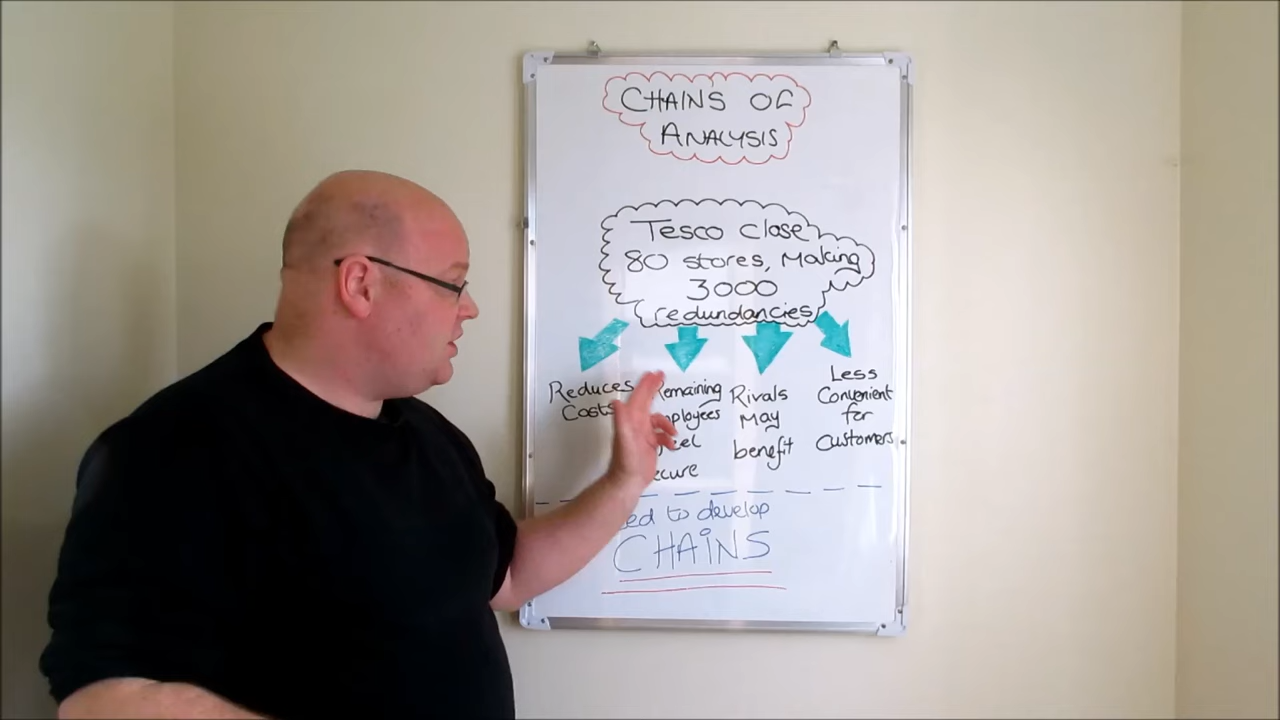 CHAINS OF
ANALYSIS
Tesco close
80 stores, Making
3000
redundancies
Reduces
Costs
Remaining
employees
feel
Rivals
May
benefit
Less
Convenient
for
Customers
to develop
CHAINS